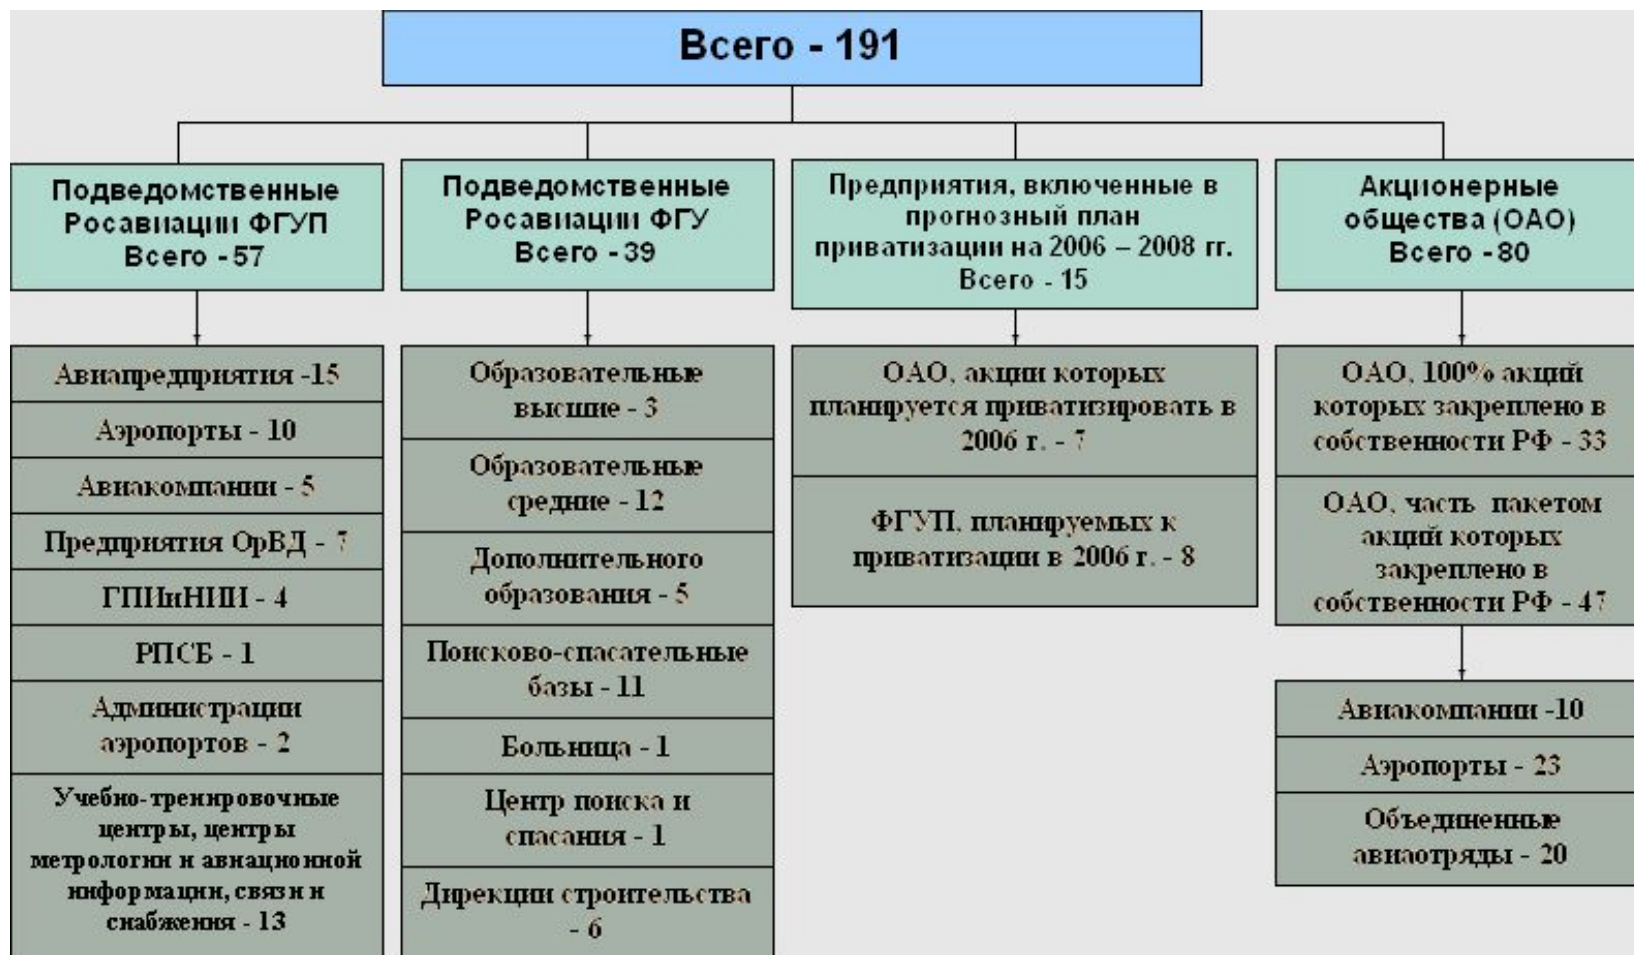 Всего - 191
Подведомственные
Росавиации ФГУП
Всего - 57
Авиапредприятия -15
Аэропорты - 10
Авиакомпании - 5
Предприятия ОрВД - 7
ГПИиНИИ - 4
РПСБ - 1
Администрации
аэропортов - 2
Учебно-тренировочные
центры, центры
метрологии и авиационной
информации, связи и
снабжения - 13
Подведомственные
Росавиации ФГУ
Всего - 39
Образовательные
высшие - 3
Образовательные
средние - 12
Дополнительного
образования - 5
Поисково-спасательные
базы - 11
Больница - 1
Центр поиска и
спасания - 1
Дирекции строительства
- 6
Предприятия, включенные в
прогнозный план
приватизации на 2006 – 2008 гг.
Всего - 15
ОАО, акции которых
планируется приватизировать в
2006 г. - 7
ФГУП, планируемых к
приватизации в 2006 г. - 8
Акционерные
общества (ОАО)
Всего - 80
ОАО, 100% акций
которых закреплено в
собственности РФ - 33
ОАО, часть пакетом
акций которых
закреплено в
собственности РФ - 47
Авиакомпании -10
Аэропорты - 23
Объединенные
авиаотряды - 20